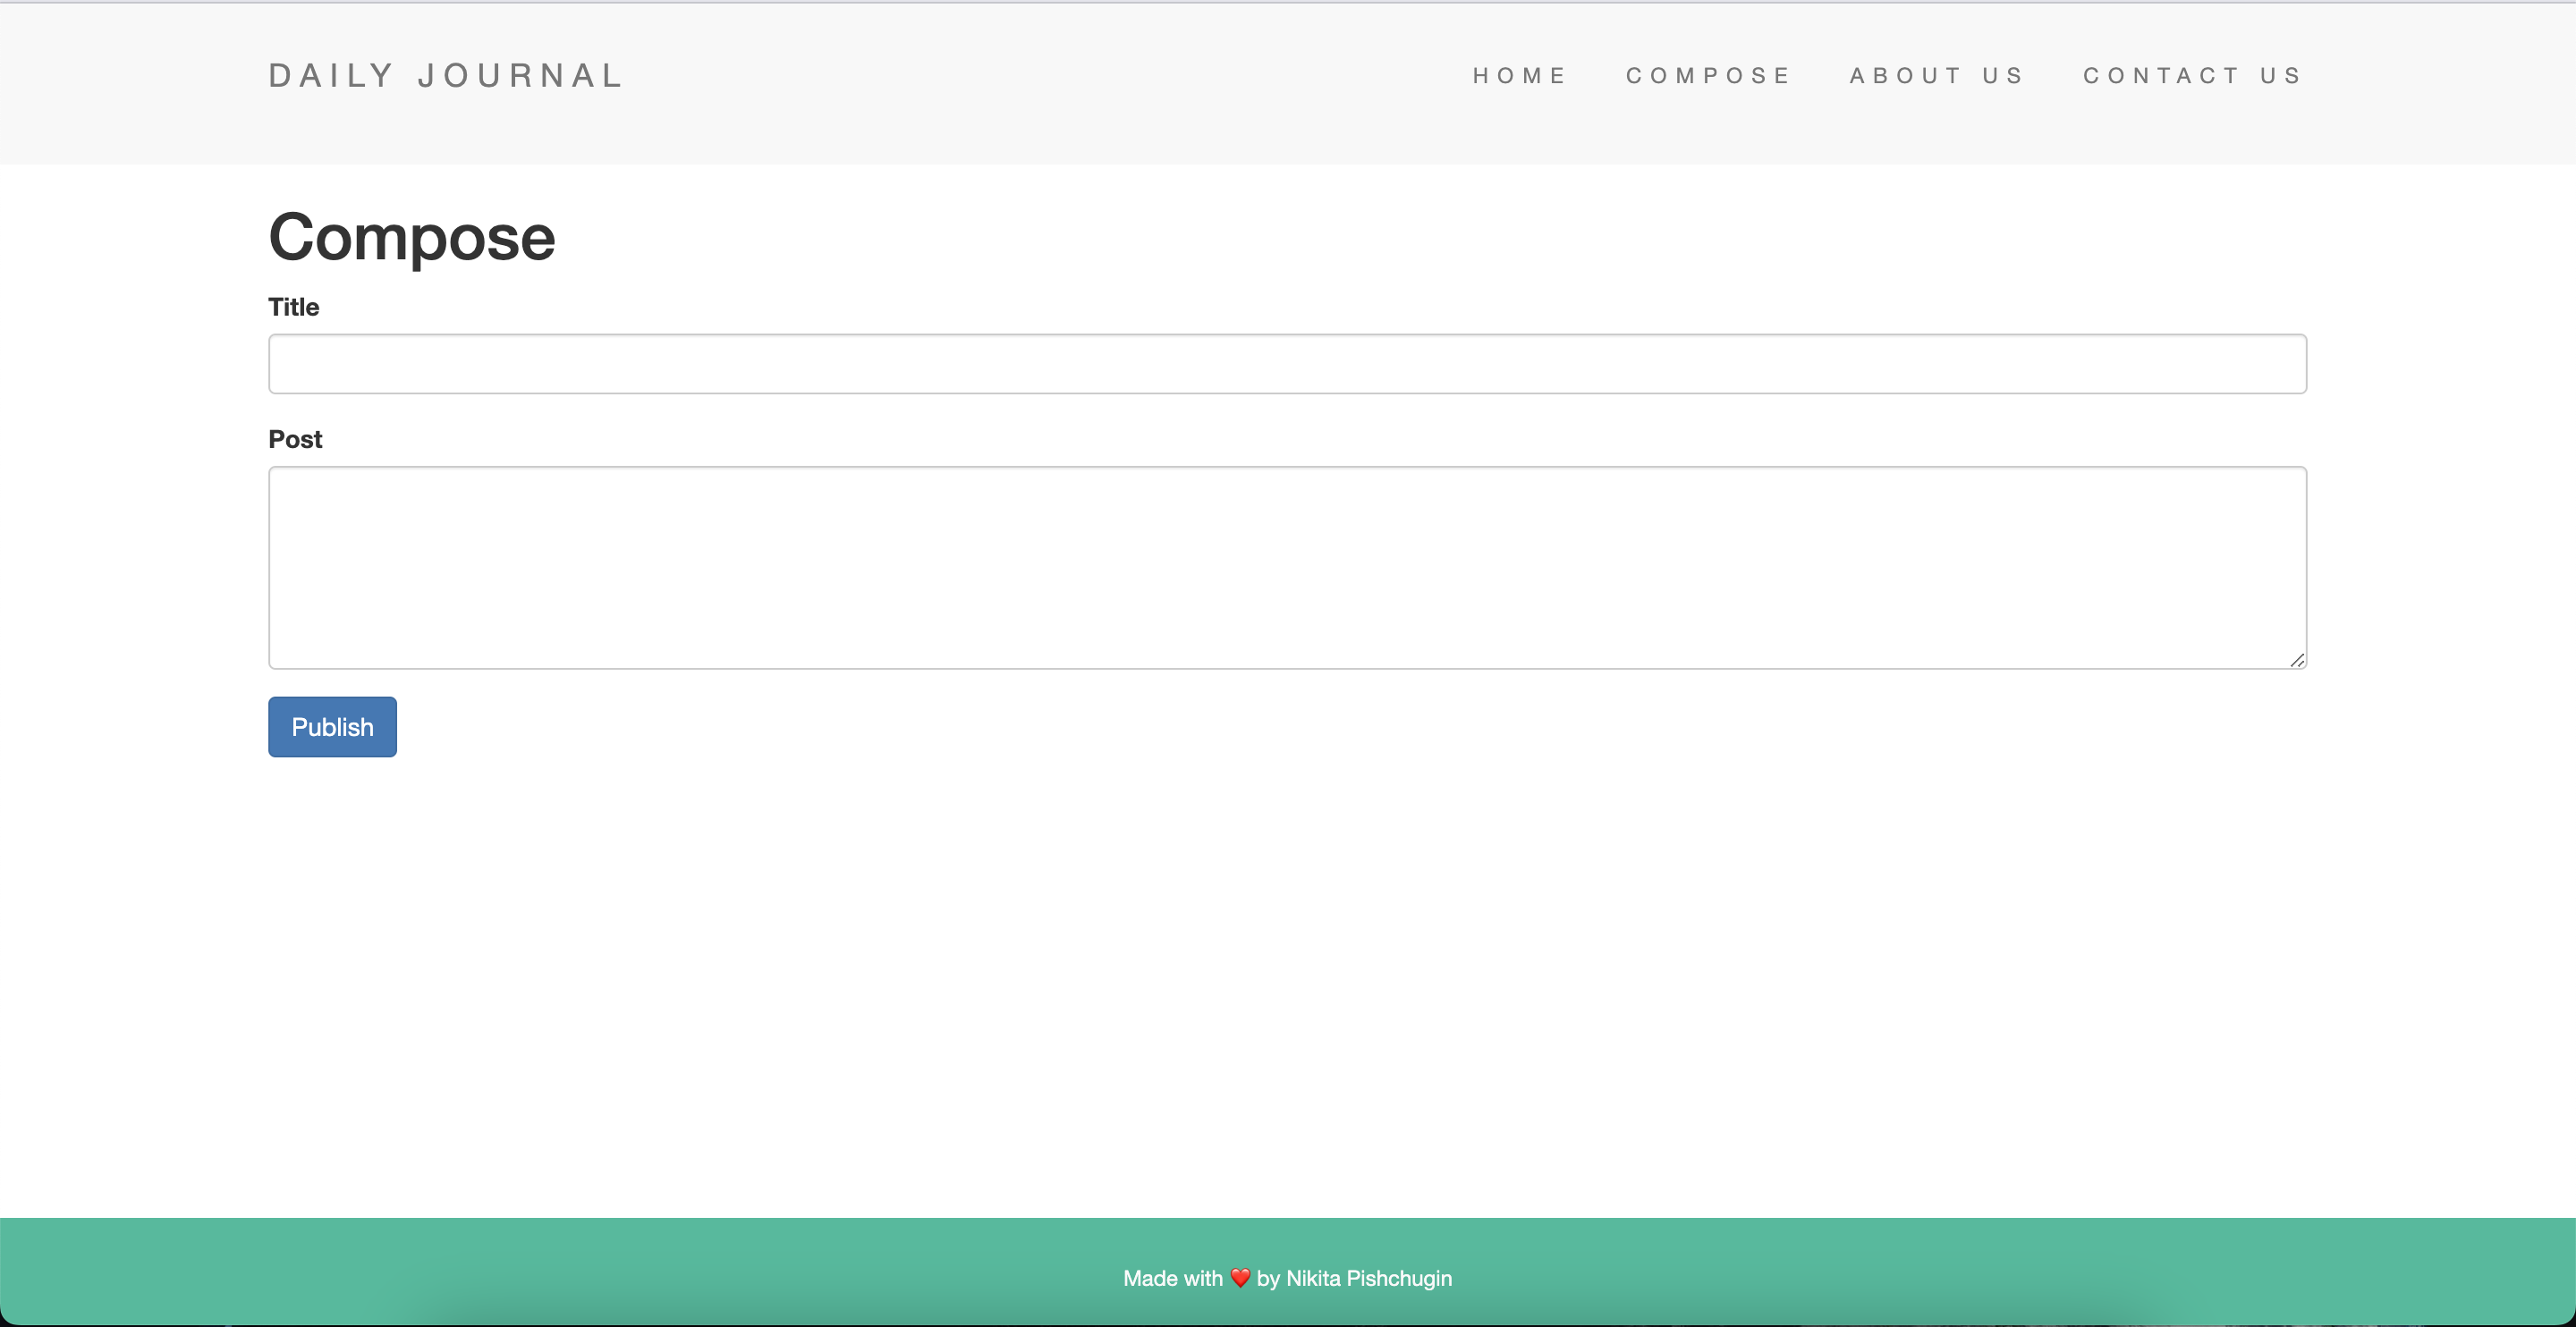 DAILY JOURNAL
HOME COMPOSE ABOUT US CONTACT US
Compose
Title
Post
Publish
Made with ❤️ by Nikita Pishchugin